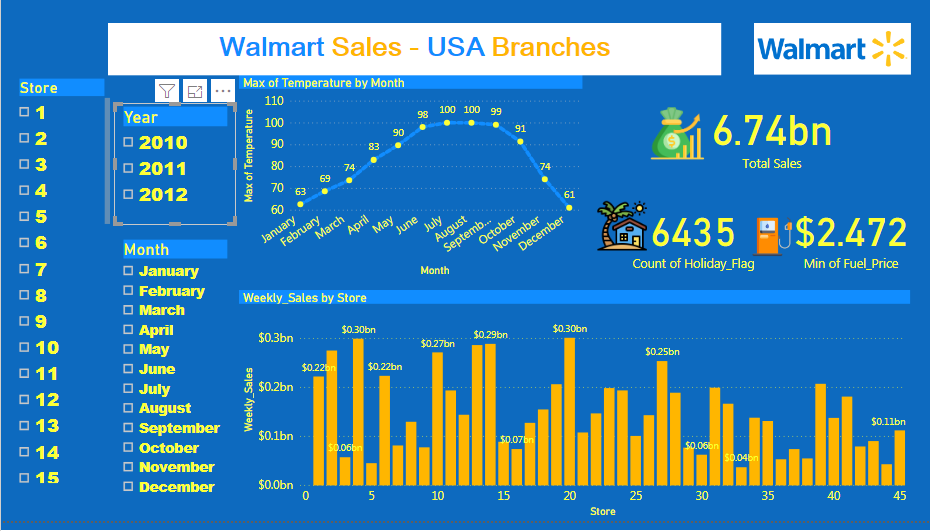 Walmart Sales - USA Branches
Walmart
Store
1
2
3
4
5
6
7
8
9
10
11
12
13
14
15
Year
2010
2011
2012
Month
January
February
March
April
May
June
July
August
September
October
November
December
Max of Temperature by Month
Max of Temperature
110
100
90
80
70
60
63
69
74
83
90
98
100
100
99
91
74
61
January
February
March
April
May
June
July
August
Septemb...
October
November
December
Month
6.74bn
Total Sales
6435
Count of Holiday_Flag
$2.472
Min of Fuel_Price
Weekly_Sales by Store
Weekly_Sales
$0.3bn
$0.2bn
$0.1bn
$0.0bn
$0.22bn
$0.06bn
$0.30bn
$0.22bn
$0.27bn
$0.29bn
$0.07bn
$0.30bn
$0.25bn
$0.06bn
$0.04bn
$0.11bn
0
5
10
15
20
25
30
35
40
45
Store